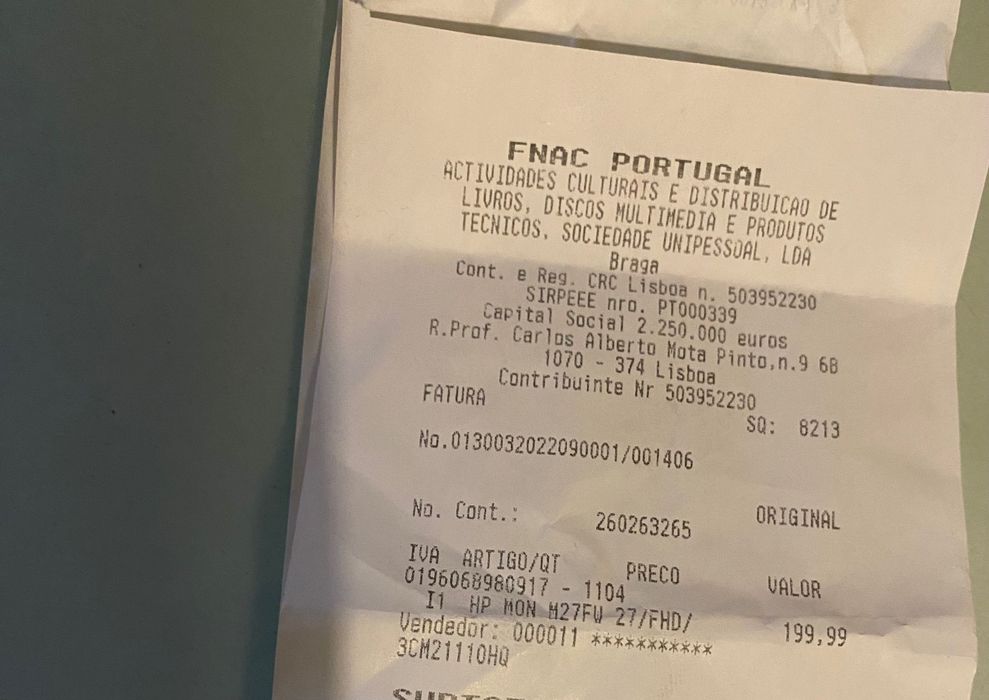 FNAC PORTUGAL
ACTIVIDADES CULTURAIS E DISTRIBUICAO DE
LIVROS, DISCOS MULTIMEDIA E PRODUTOS
TECNICOS, SOCIEDADE UNIPESSOAL, LDA
Braga
Cont. e Reg. CRC Lisboa n. 503952230
SIRPEEE nro. PT000339
Capital Social 2.250.000 euros
R.Prof. Carlos Alberto Mota Pinto,n.9 6B
1070 - 374 Lisboa
Contribuinte Nr 503952230
FATURA SQ: 8213
No.0130032022090001/001406
No. Cont.: 260263265 ORIGINAL
IVA ARTIGO/QT PRECO VALOR
0196068980917 - 1104
I1 HP MON M27FW 27/FHD/ 199,99
Vendedor: 000011 ***********
3CM21110HQ